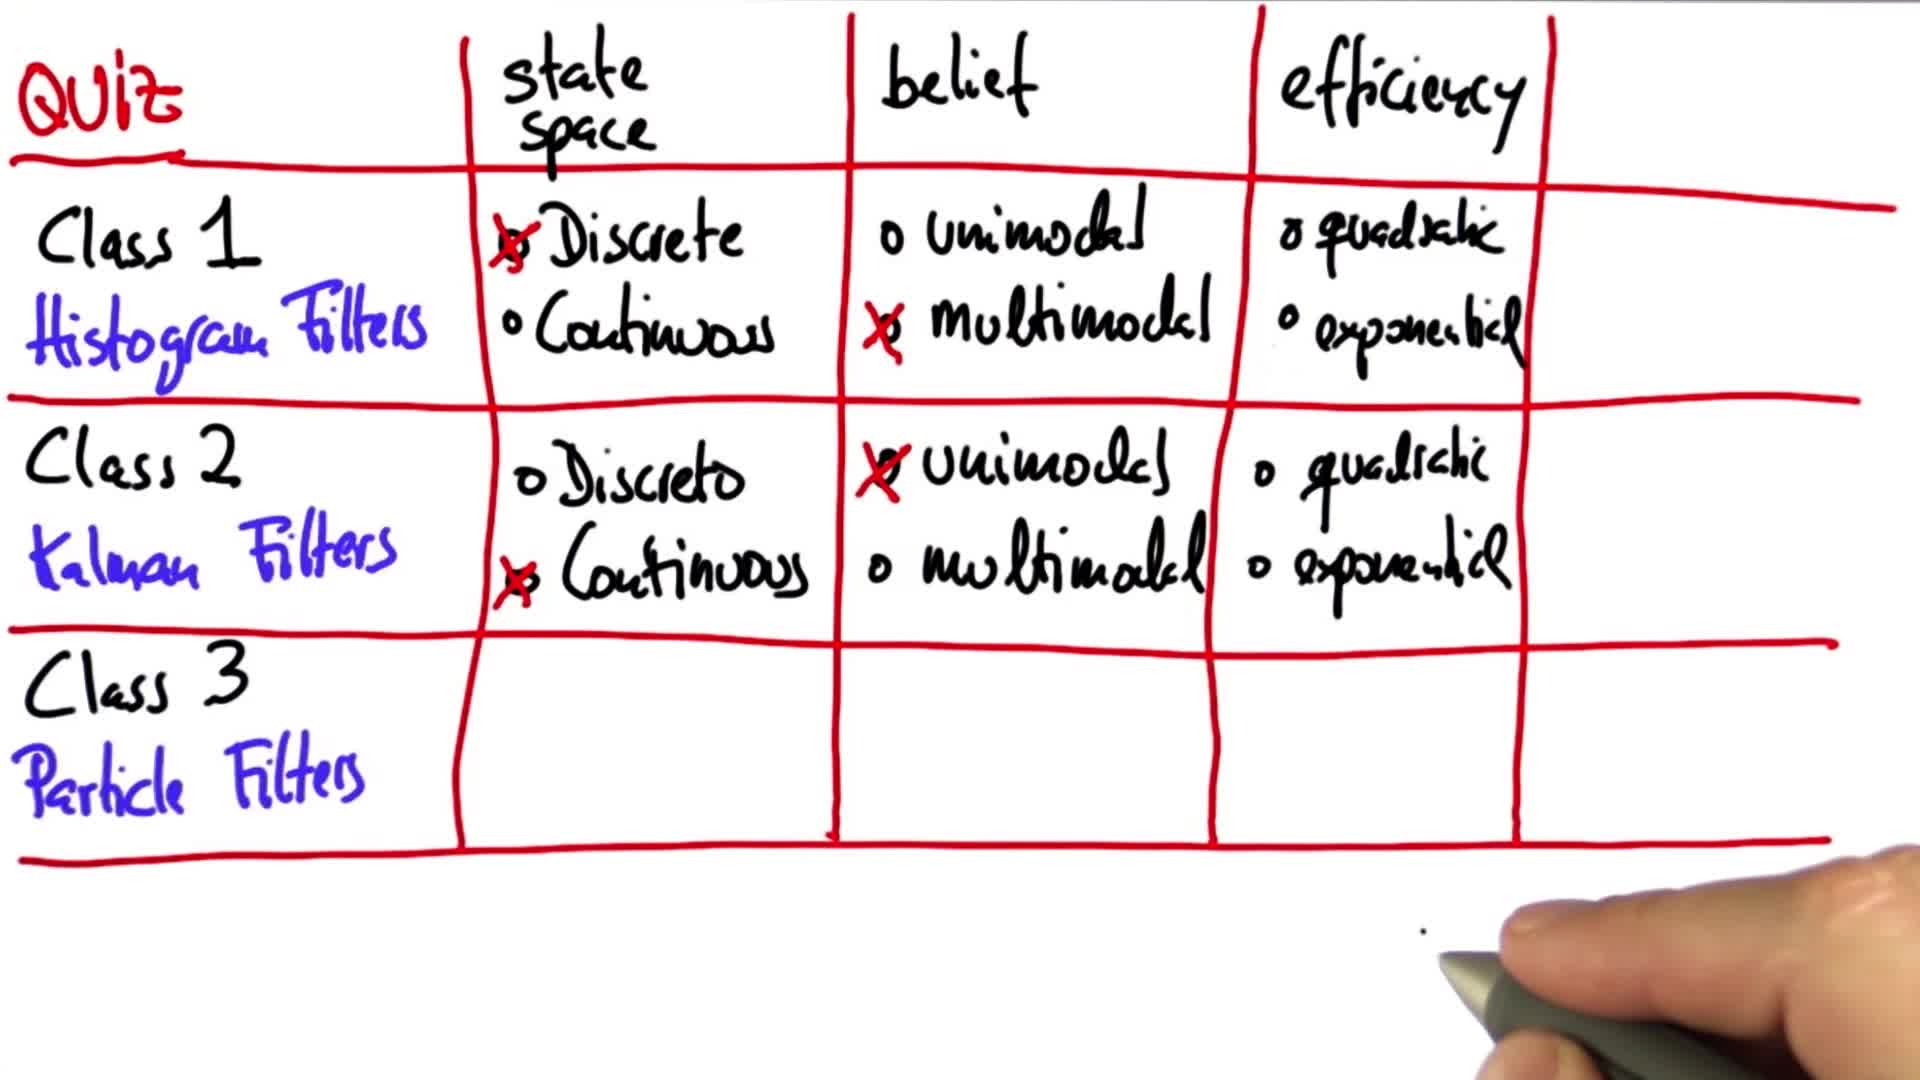 QUiz
state
space
belief
efficiency
Class 1
Histogram Filters
Discrete
Continuous
unimodal
multimodal
quadratic
exponential
Class 2
Kalman Filters
Discrete
Continuous
unimodal
multimodal
quadratic
exponential
Class 3
Particle Filters